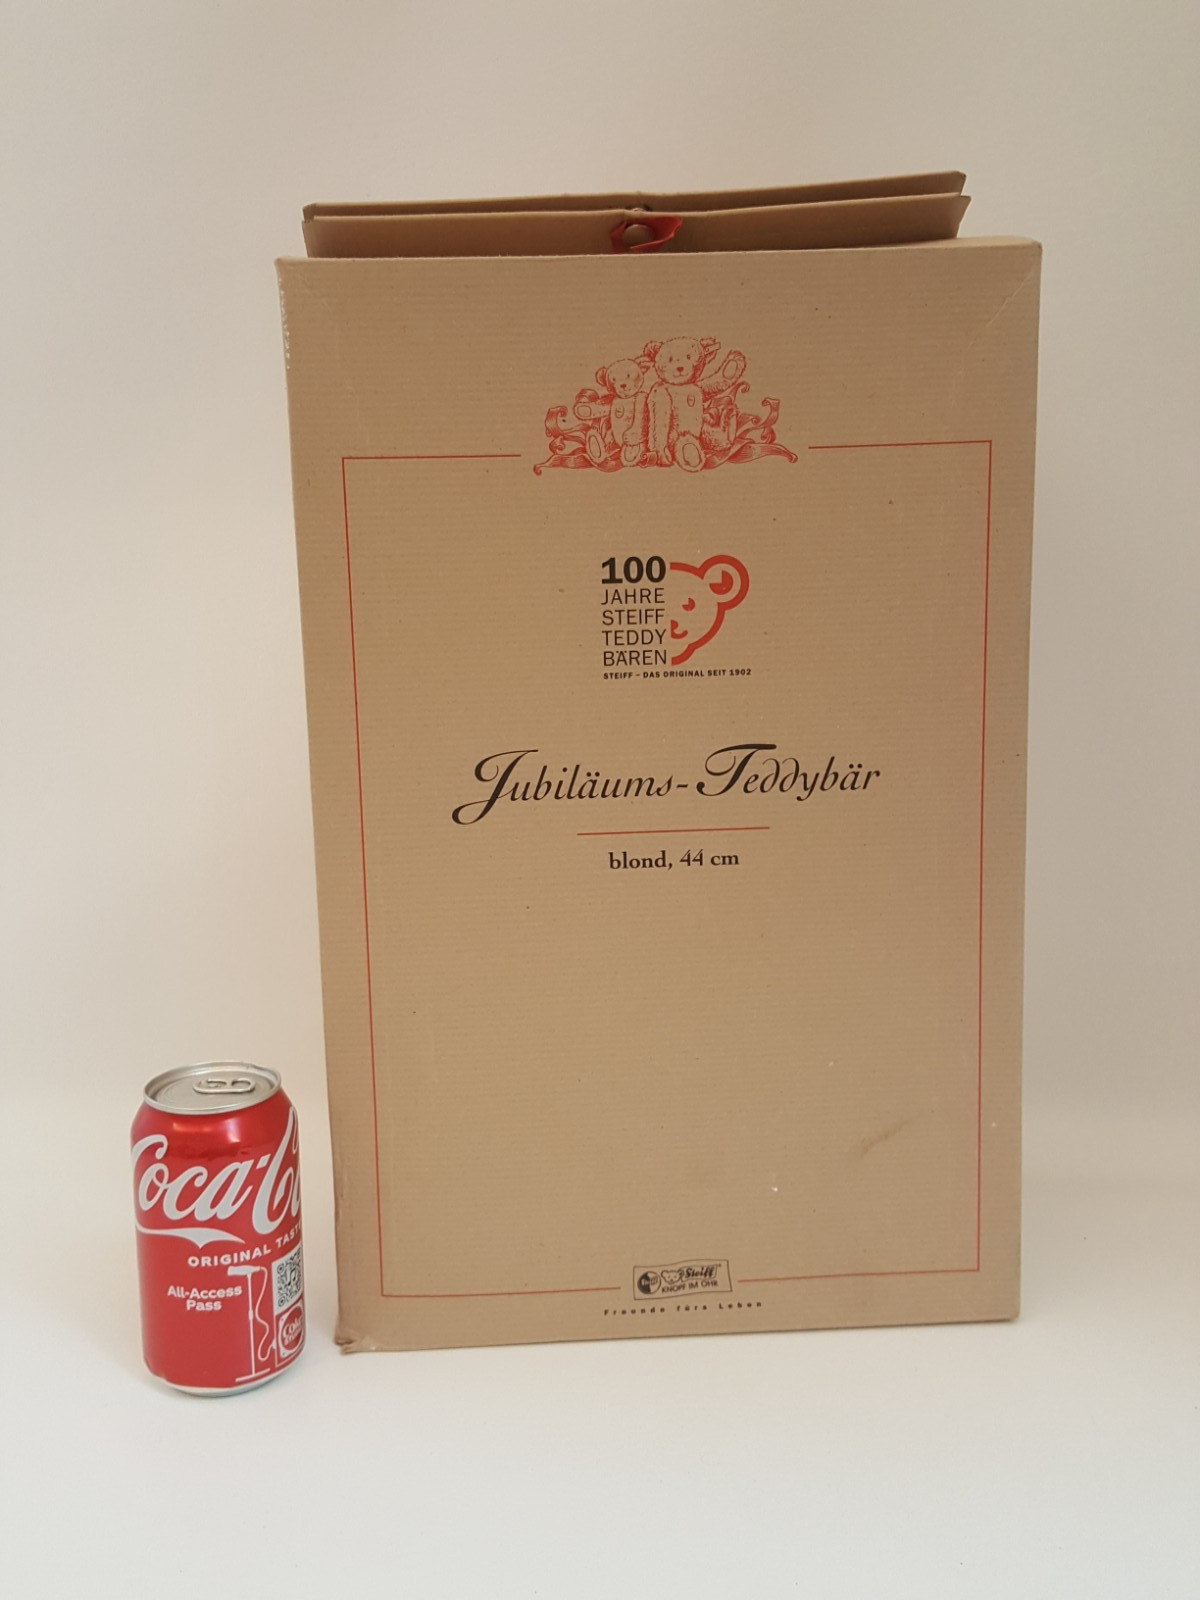 100
JAHRE
STEIFF
TEDDY
BÄREN
STEIFF – DAS ORIGINAL SEIT 1902
Jubiläums-Teddybär
blond, 44 cm
Steiff
KNOPF IM OHR
Freunde fürs Leben
Coca-Co
ORIGINAL TAST
All-Access
Pass